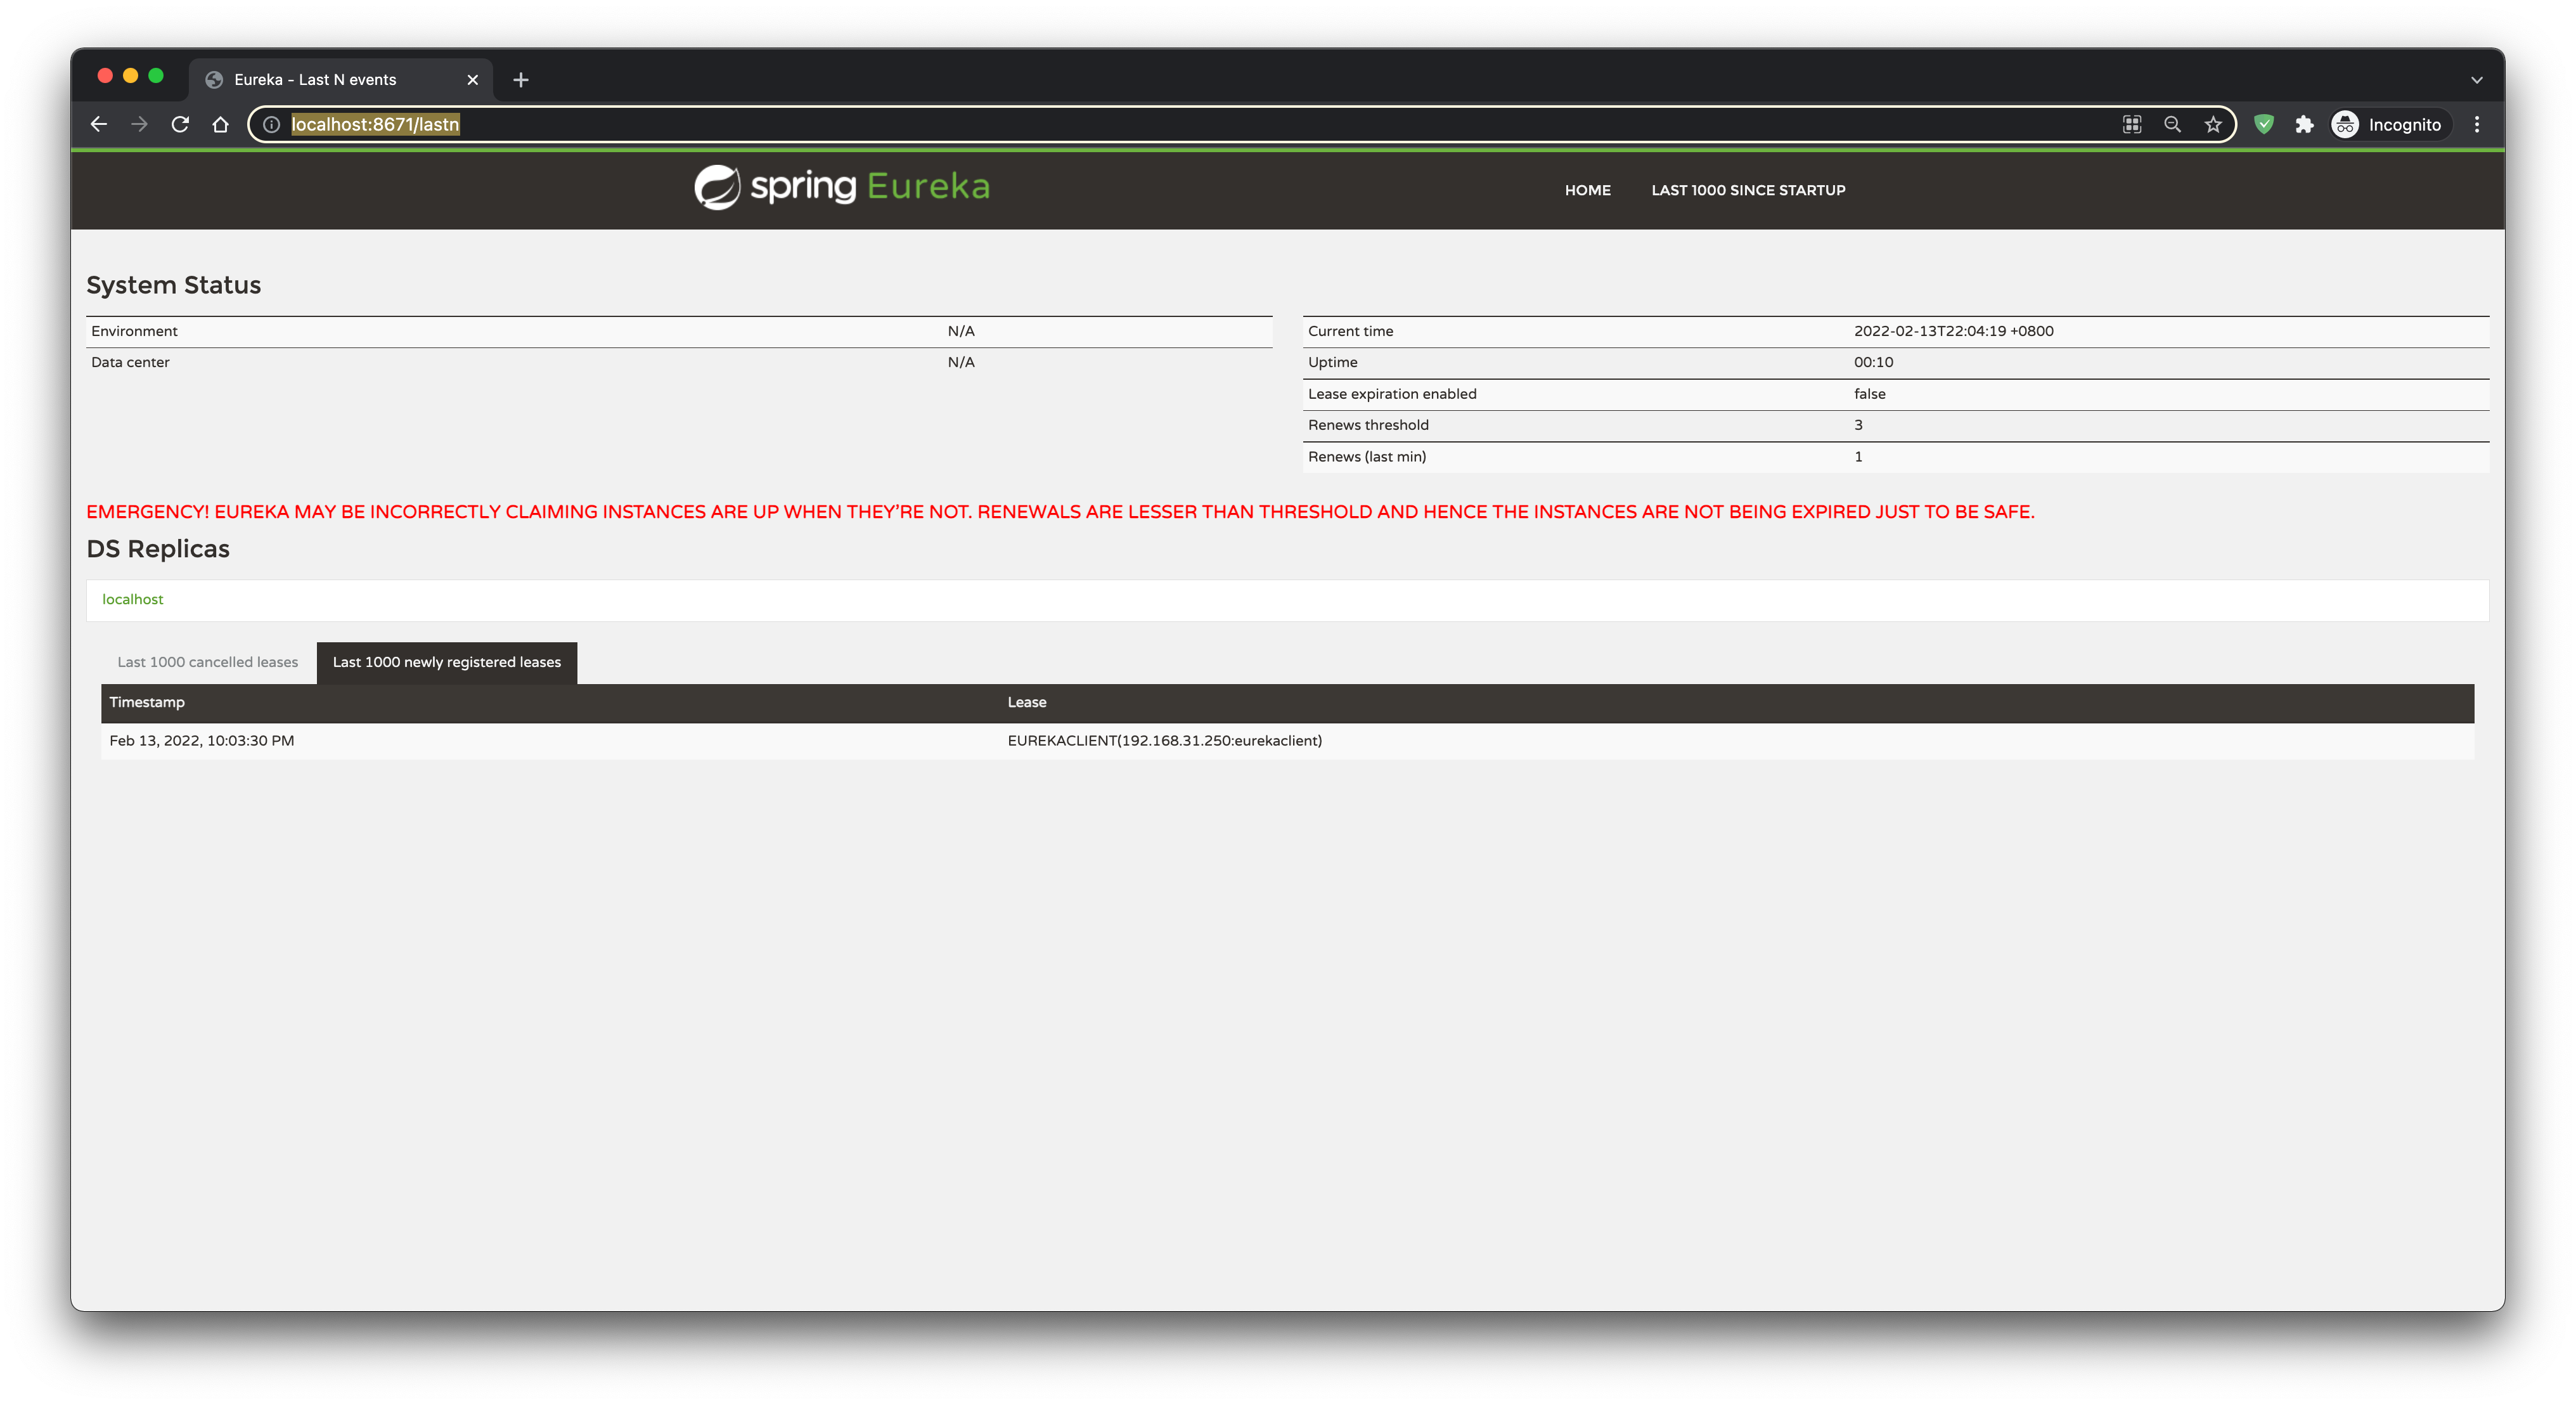 Eureka - Last N events
localhost:8671/lastn
Incognito
spring Eureka
HOME LAST 1000 SINCE STARTUP
System Status
Environment N/A
Data center N/A
Current time 2022-02-13T22:04:19 +0800
Uptime 00:10
Lease expiration enabled false
Renews threshold 3
Renews (last min) 1
EMERGENCY! EUREKA MAY BE INCORRECTLY CLAIMING INSTANCES ARE UP WHEN THEY'RE NOT. RENEWALS ARE LESSER THAN THRESHOLD AND HENCE THE INSTANCES ARE NOT BEING EXPIRED JUST TO BE SAFE.
DS Replicas
localhost
Last 1000 cancelled leases Last 1000 newly registered leases
Timestamp Lease
Feb 13, 2022, 10:03:30 PM EUREKACLIENT(192.168.31.250:eurekaclient)